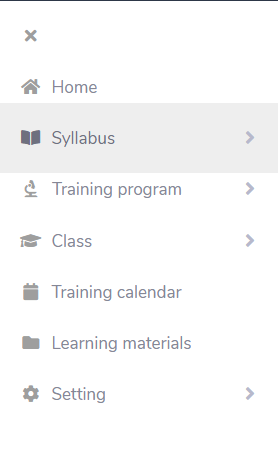 Home
Syllabus
Training program
Class
Training calendar
Learning materials
Setting